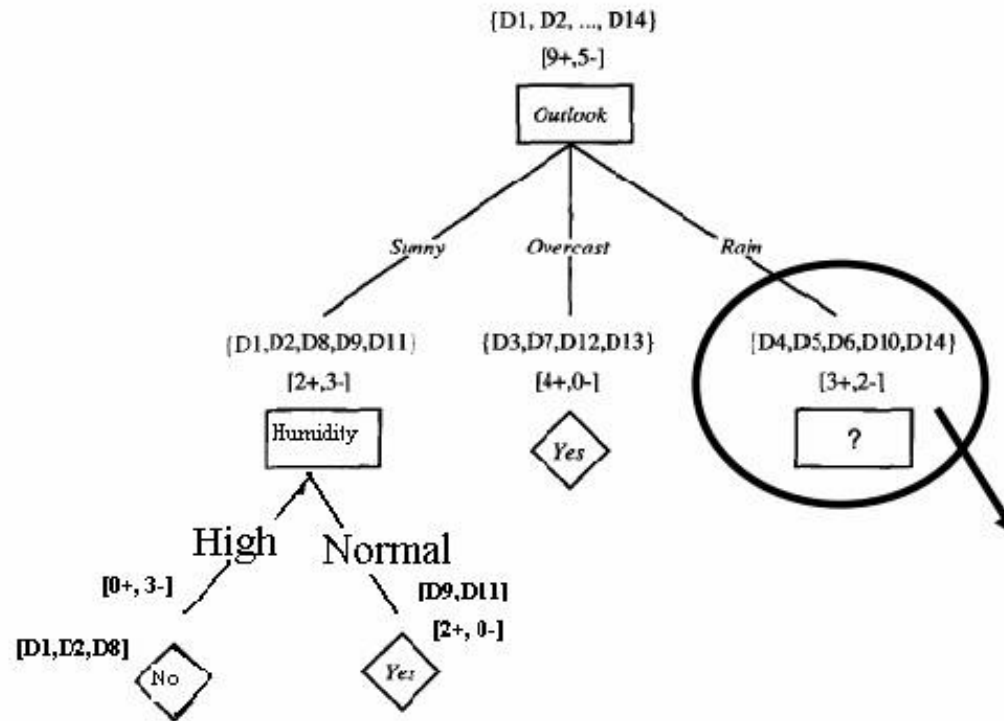 {D1, D2, ..., D14}
[9+,5-]
Outlook
Sunny
Overcast
Rain
{D1,D2,D8,D9,D11}
{D3,D7,D12,D13}
{D4,D5,D6,D10,D14}
[2+,3-]
[4+,0-]
[3+,2-]
Humidity
Yes
?
High
Normal
[0+, 3-]
[D9,D11]
[2+, 0-]
[D1,D2,D8]
No
Yes